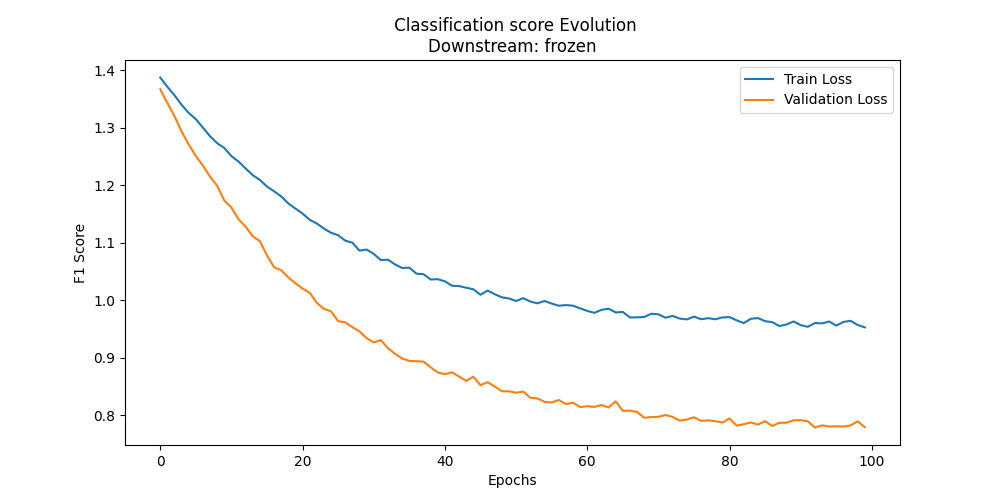 Classification score Evolution
Downstream: frozen
Train Loss
Validation Loss
F1 Score
1.4
1.3
1.2
1.1
1.0
0.9
0.8
0 20 40 60 80 100
Epochs